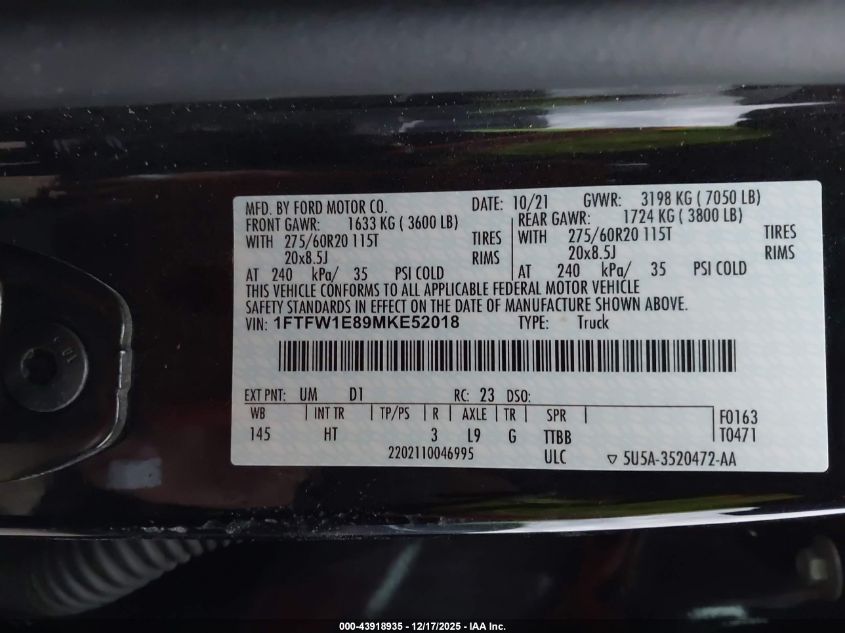 MFD. BY FORD MOTOR CO. DATE: 10/21 GVWR: 3198 KG ( 7050 LB)
FRONT GAWR: 1633 KG ( 3600 LB) REAR GAWR: 1724 KG ( 3800 LB)
WITH 275/60R20 115T TIRES WITH 275/60R20 115T TIRES
20x8.5J RIMS 20x8.5J RIMS
AT 240 kPa/ 35 PSI COLD AT 240 kPa/ 35 PSI COLD
THIS VEHICLE CONFORMS TO ALL APPLICABLE FEDERAL MOTOR VEHICLE
SAFETY STANDARDS IN EFFECT ON THE DATE OF MANUFACTURE SHOWN ABOVE.
VIN: 1FTFW1E89MKE52018 TYPE: Truck
EXT PNT: UM D1 RC: 23 DSO:
WB INT TR TP/PS R AXLE TR SPR F0163
145 HT 3 L9 G TTBB T0471
2202110046995 ULC ▽ 5U5A-3520472-AA
000-43918935 - 12/17/2025 - IAA Inc.